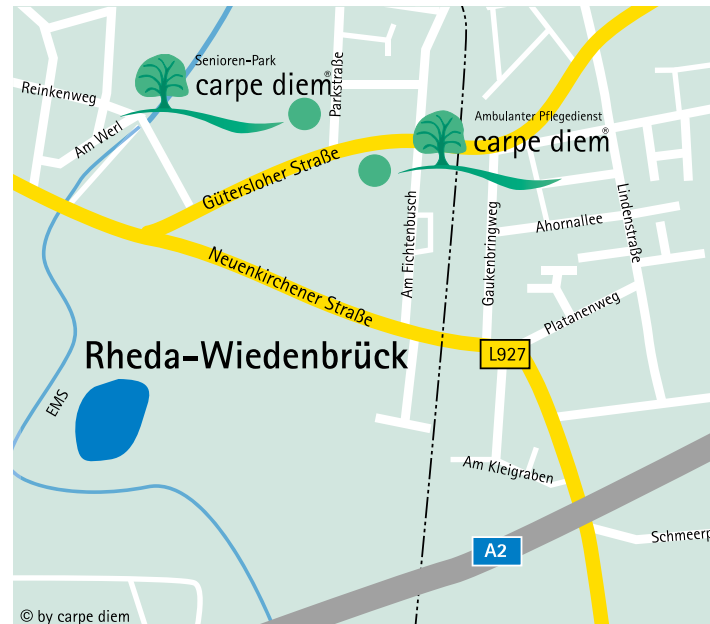 Senioren-Park
carpe diem®
Reinkenweg
Am Werl
Parkstraße
Ambulanter Pflegedienst
carpe diem®
Gütersloher Straße
Neuenkirchener Straße
Am Fichtenbusch
Gaukenbringweg
Ahornallee
Lindenstraße
Platanenweg
L927
Rheda-Wiedenbrück
EMS
Am Kleigraben
A2
Schmeerp
© by carpe diem